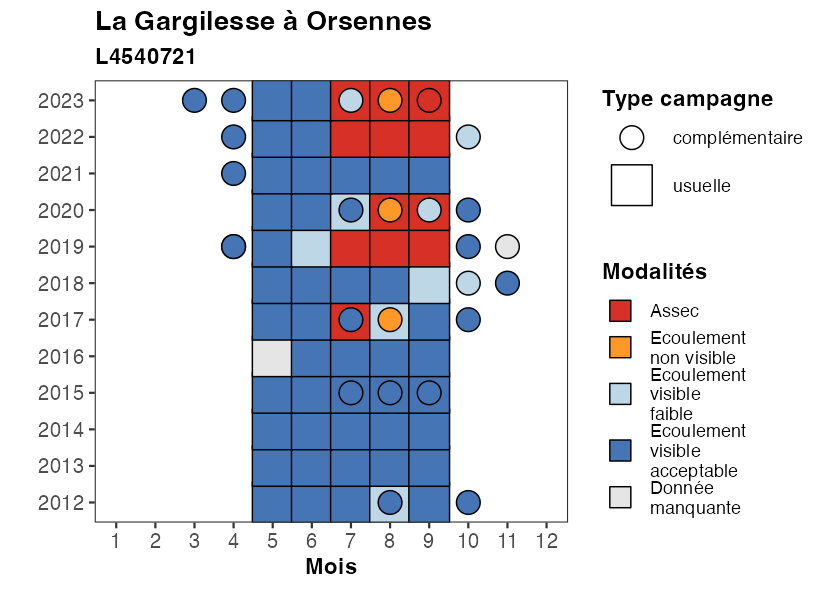 La Gargilesse à Orsennes
L4540721
2023
2022
2021
2020
2019
2018
2017
2016
2015
2014
2013
2012
1 2 3 4 5 6 7 8 9 10 11 12
Mois
Type campagne
complémentaire
usuelle
Modalités
Assec
Ecoulement
non visible
Ecoulement
visible
faible
Ecoulement
visible
acceptable
Donnée
manquante